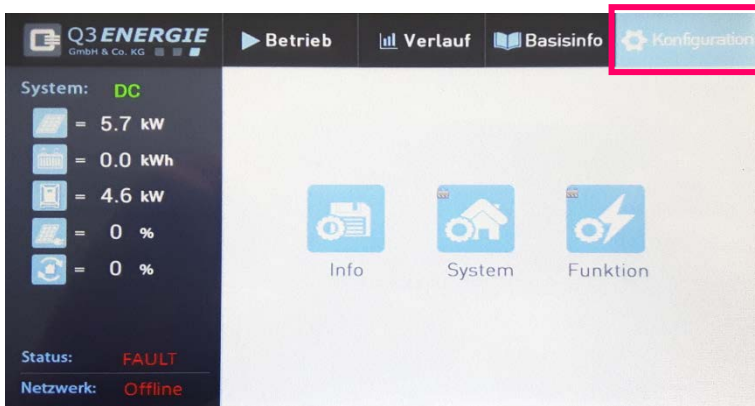 Q3 ENERGIE
GmbH & Co. KG
Betrieb
Verlauf
Basisinfo
Konfiguration
System: DC
= 5.7 kW
= 0.0 kWh
= 4.6 kW
= 0 %
= 0 %
Info
System
Funktion
Status: FAULT
Netzwerk: Offline